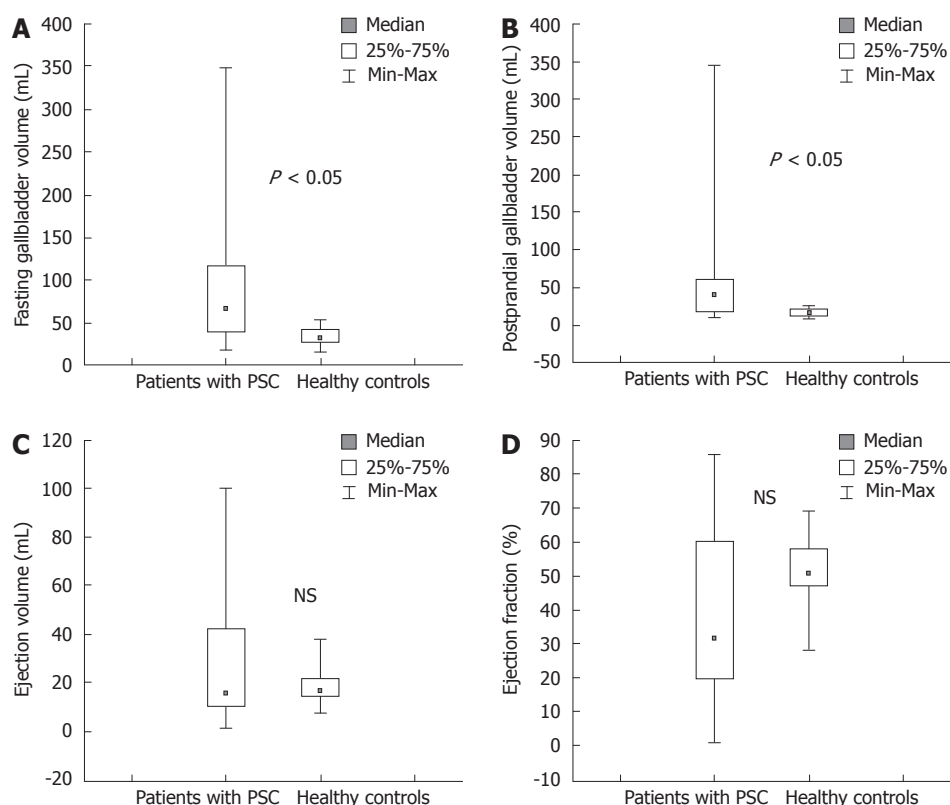 A
Fasting gallbladder volume (mL)
400
350
300
250
200
150
100
50
0
Median
25%-75%
Min-Max
P < 0.05
Patients with PSC Healthy controls
B
Postprandial gallbladder volume (mL)
400
350
300
250
200
150
100
50
0
-50
Median
25%-75%
Min-Max
P < 0.05
Patients with PSC Healthy controls
C
Ejection volume (mL)
120
100
80
60
40
20
0
-20
Median
25%-75%
Min-Max
NS
Patients with PSC Healthy controls
D
Ejection fraction (%)
90
80
70
60
50
40
30
20
10
0
-10
Median
25%-75%
Min-Max
NS
Patients with PSC Healthy controls